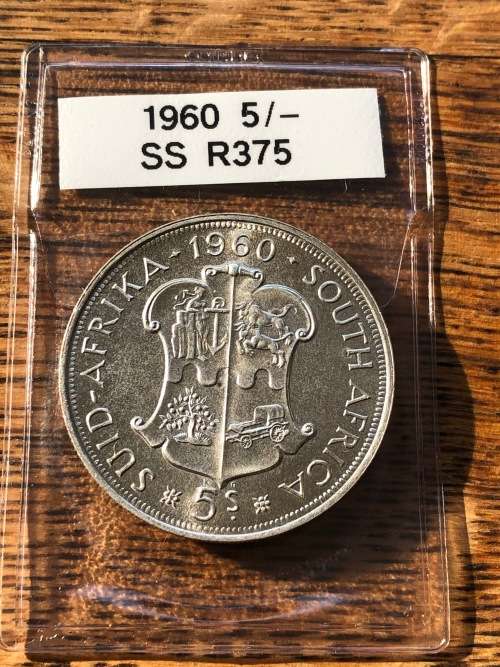 1960 5/–
SS R375
SUID-AFRIKA · 1960 · SOUTH AFRICA
5S